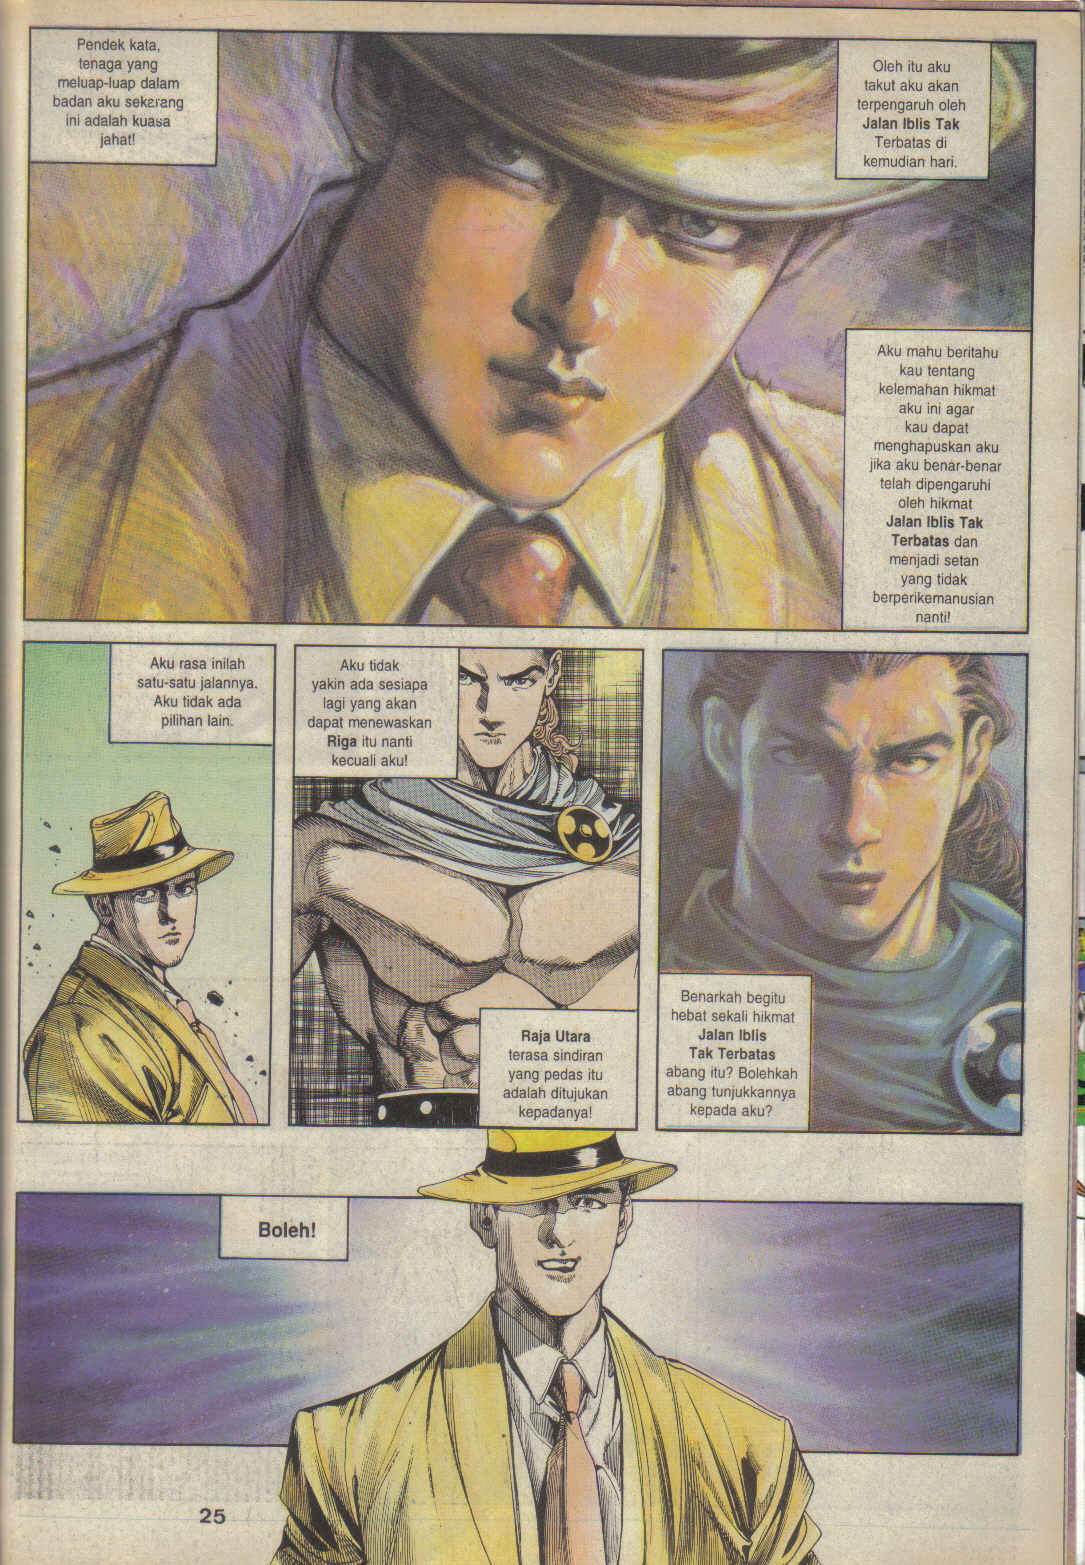 Pendek kata,
tenaga yang
meluap-luap dalam
badan aku sekarang
ini adalah kuasa
jahat!
Oleh itu aku
takut aku akan
terpengaruh oleh
Jalan Iblis Tak
Terbatas di
kemudian hari.
Aku mahu beritahu
kau tentang
kelemahan hikmat
aku ini agar
kau dapat
menghapuskan aku
jika aku benar-benar
telah dipengaruhi
oleh hikmat
Jalan Iblis Tak
Terbatas dan
menjadi setan
yang tidak
berperikemanusian
nanti!
Aku rasa inilah
satu-satu jalannya.
Aku tidak ada
pilihan lain.
Aku tidak
yakin ada sesiapa
lagi yang akan
dapat menewaskan
Riga itu nanti
kecuali aku!
Raja Utara
terasa sindiran
yang pedas itu
adalah ditujukan
kepadanya!
Benarkah begitu
hebat sekali hikmat
Jalan Iblis
Tak Terbatas
abang itu? Bolehkah
abang tunjukkannya
kepada aku?
Boleh!
25